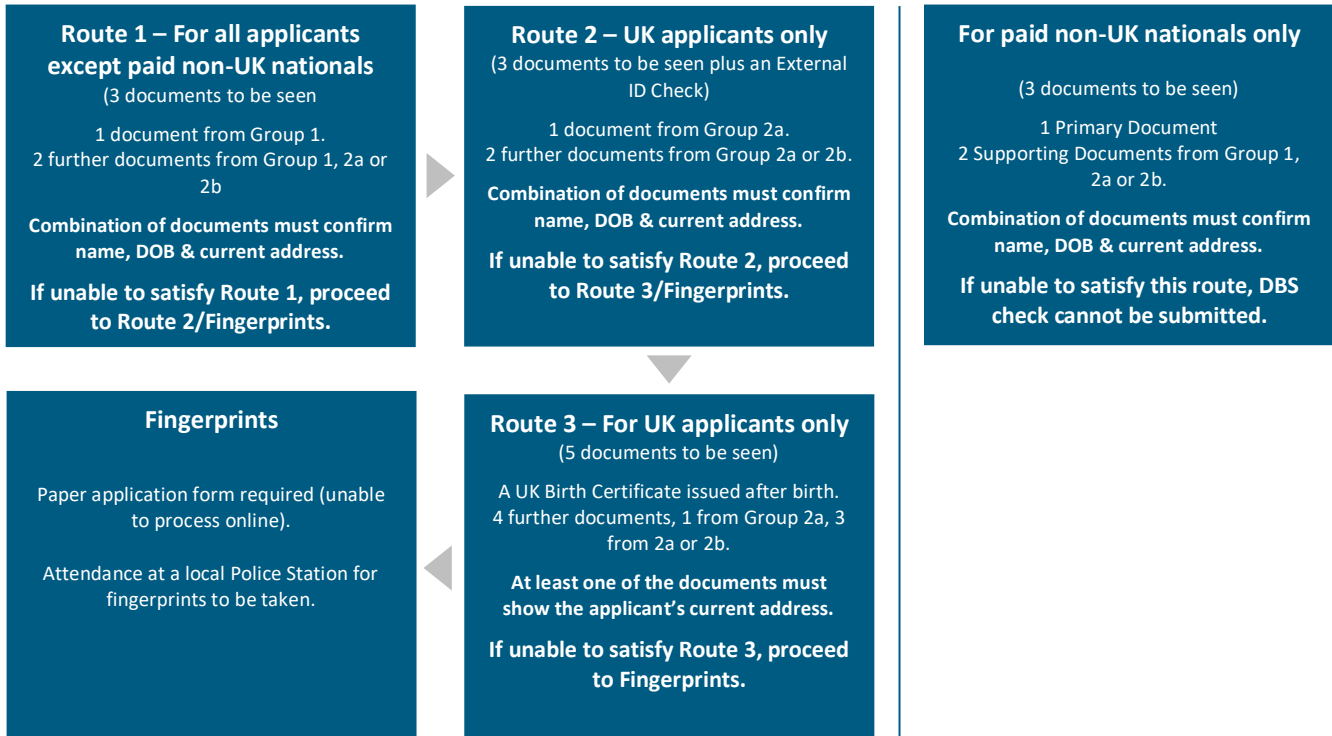 Route 1 – For all applicants
except paid non-UK nationals
(3 documents to be seen
1 document from Group 1.
2 further documents from Group 1, 2a or
2b
Combination of documents must confirm
name, DOB & current address.
If unable to satisfy Route 1, proceed
to Route 2/Fingerprints.
Route 2 – UK applicants only
(3 documents to be seen plus an External
ID Check)
1 document from Group 2a.
2 further documents from Group 2a or 2b.
Combination of documents must confirm
name, DOB & current address.
If unable to satisfy Route 2, proceed
to Route 3/Fingerprints.
For paid non-UK nationals only
(3 documents to be seen)
1 Primary Document
2 Supporting Documents from Group 1,
2a or 2b.
Combination of documents must confirm
name, DOB & current address.
If unable to satisfy this route, DBS
check cannot be submitted.
Route 3 – For UK applicants only
(5 documents to be seen)
A UK Birth Certificate issued after birth.
4 further documents, 1 from Group 2a, 3
from 2a or 2b.
At least one of the documents must
show the applicant’s current address.
If unable to satisfy Route 3, proceed
to Fingerprints.
Fingerprints
Paper application form required (unable
to process online).
Attendance at a local Police Station for
fingerprints to be taken.